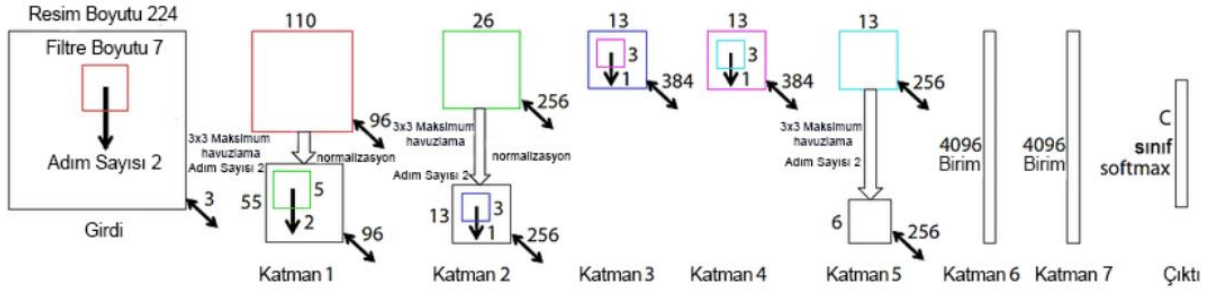 Resim Boyutu 224
Filtre Boyutu 7
Adım Sayısı 2
3
Girdi
110
96
3x3 Maksimum
havuzlama
Adım Sayısı 2
normalizasyon
55
5
2
96
Katman 1
26
256
3x3 Maksimum
havuzlama
Adım Sayısı 2
normalizasyon
13
3
1
256
Katman 2
13
3
1
384
Katman 3
13
3
1
384
Katman 4
13
256
3x3 Maksimum
havuzlama
Adım Sayısı 2
6
256
Katman 5
4096
Birim
Katman 6
4096
Birim
Katman 7
C
sınıf
softmax
Çıktı